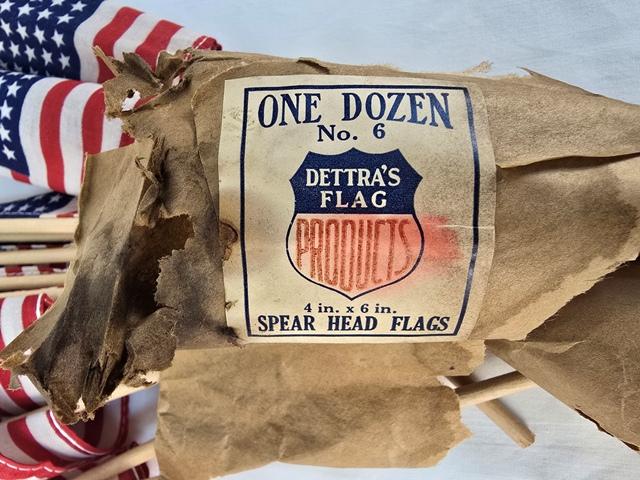 ONE DOZEN
No. 6
DETTRA'S
FLAG
PRODUCTS
4 in. x 6 in.
SPEAR HEAD FLAGS